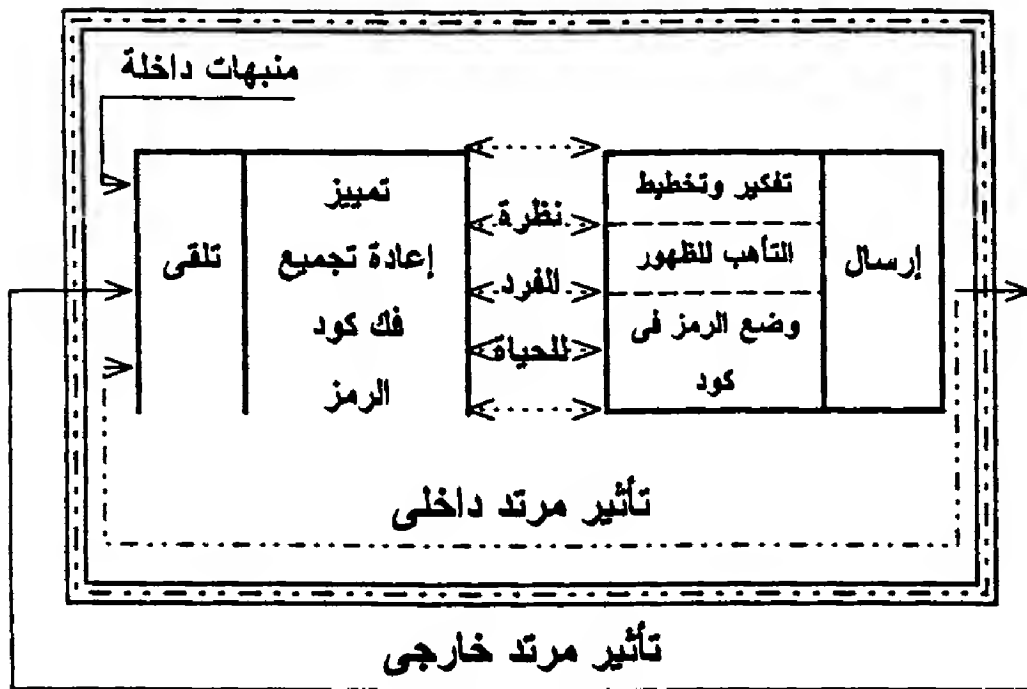 منبهات داخلة
تلقى
تمييز
إعادة تجميع
فك كود
الرمز
نظرة
الفرد
للحياة
تفكير وتخطيط
التأهب للظهور
وضع الرمز فى
كود
إرسال
تأثير مرتد داخلى
تأثير مرتد خارجى